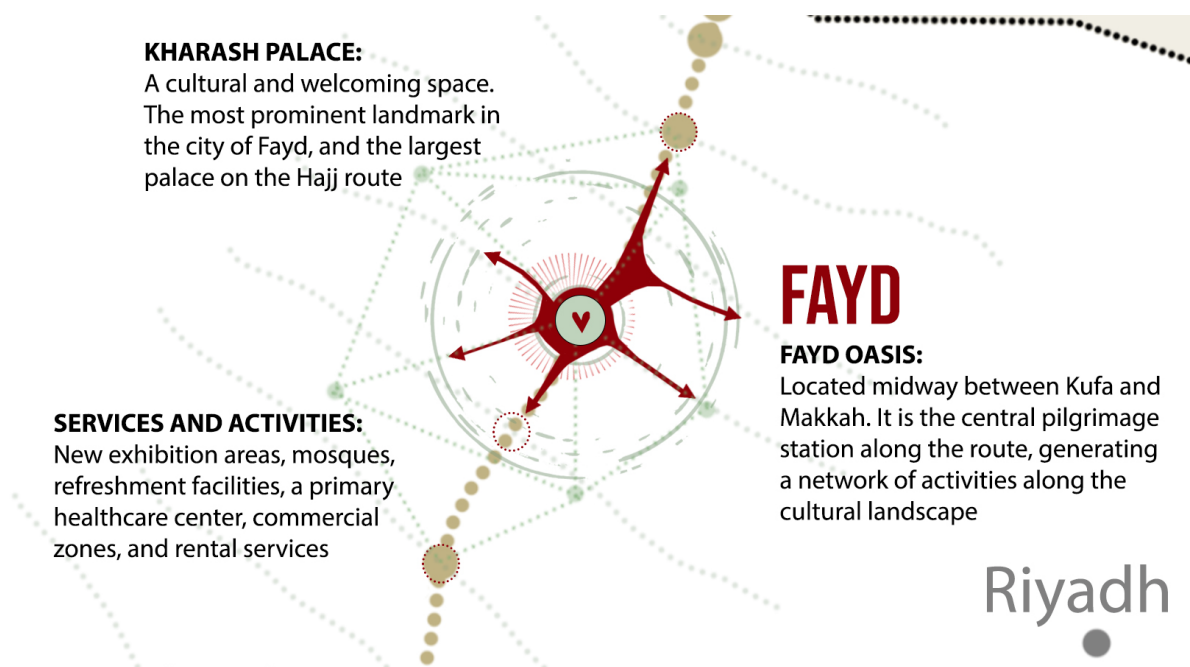 KHARASH PALACE:
A cultural and welcoming space.
The most prominent landmark in
the city of Fayd, and the largest
palace on the Hajj route
FAYD
FAYD OASIS:
Located midway between Kufa and
Makkah. It is the central pilgrimage
station along the route, generating
a network of activities along the
cultural landscape
SERVICES AND ACTIVITIES:
New exhibition areas, mosques,
refreshment facilities, a primary
healthcare center, commercial
zones, and rental services
Riyadh